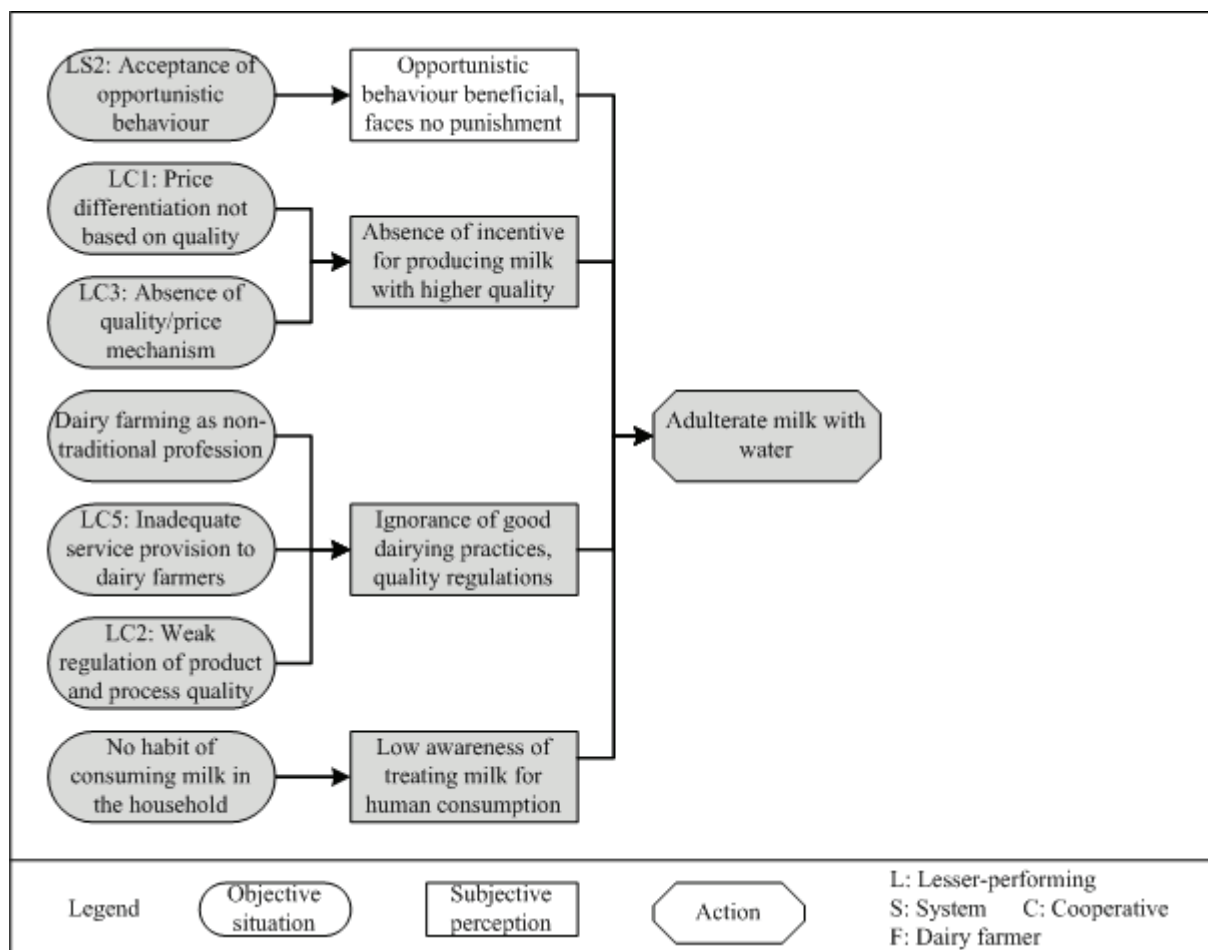 LS2: Acceptance of
opportunistic
behaviour
Opportunistic
behaviour beneficial,
faces no punishment
LC1: Price
differentiation not
based on quality
Absence of incentive
for producing milk
with higher quality
LC3: Absence of
quality/price
mechanism
Dairy farming as non-
traditional profession
Adulterate milk with
water
LC5: Inadequate
service provision to
dairy farmers
Ignorance of good
dairying practices,
quality regulations
LC2: Weak
regulation of product
and process quality
No habit of
consuming milk in
the household
Low awareness of
treating milk for
human consumption
Legend
Objective
situation
Subjective
perception
Action
L: Lesser-performing
S: System C: Cooperative
F: Dairy farmer